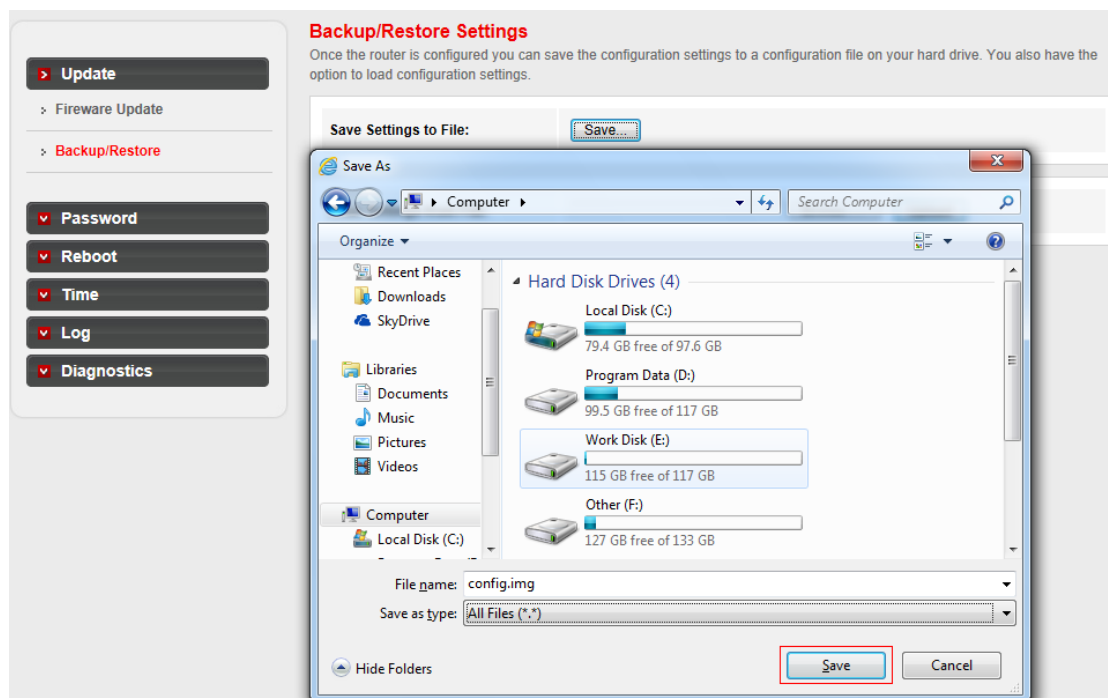 Update
Fireware Update
Backup/Restore
Password
Reboot
Time
Log
Diagnostics
Backup/Restore Settings
Once the router is configured you can save the configuration settings to a configuration file on your hard drive. You also have the
option to load configuration settings.
Save Settings to File:
Save...
Save As
Computer
Search Computer
Organize
Recent Places
Downloads
SkyDrive
Libraries
Documents
Music
Pictures
Videos
Computer
Local Disk (C:)
Hard Disk Drives (4)
Local Disk (C:)
79.4 GB free of 97.6 GB
Program Data (D:)
99.5 GB free of 117 GB
Work Disk (E:)
115 GB free of 117 GB
Other (F:)
127 GB free of 133 GB
File name: config.img
Save as type: All Files (*.*)
Hide Folders
Save
Cancel